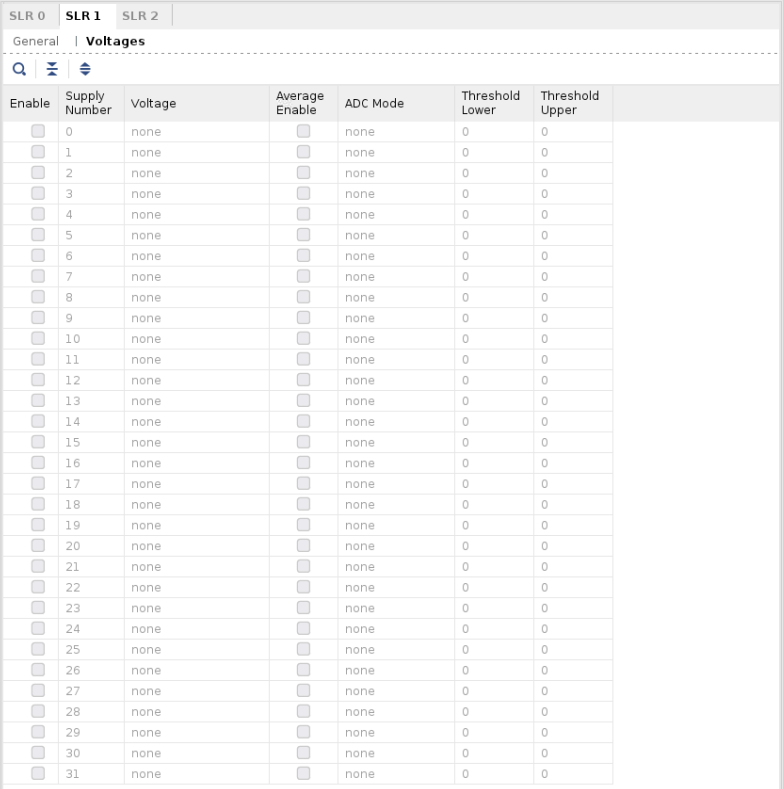 SLR 0 SLR 1 SLR 2
General | Voltages
Enable Supply Number Voltage Average Enable ADC Mode Threshold Lower Threshold Upper
0 none none 0 0
1 none none 0 0
2 none none 0 0
3 none none 0 0
4 none none 0 0
5 none none 0 0
6 none none 0 0
7 none none 0 0
8 none none 0 0
9 none none 0 0
10 none none 0 0
11 none none 0 0
12 none none 0 0
13 none none 0 0
14 none none 0 0
15 none none 0 0
16 none none 0 0
17 none none 0 0
18 none none 0 0
19 none none 0 0
20 none none 0 0
21 none none 0 0
22 none none 0 0
23 none none 0 0
24 none none 0 0
25 none none 0 0
26 none none 0 0
27 none none 0 0
28 none none 0 0
29 none none 0 0
30 none none 0 0
31 none none 0 0